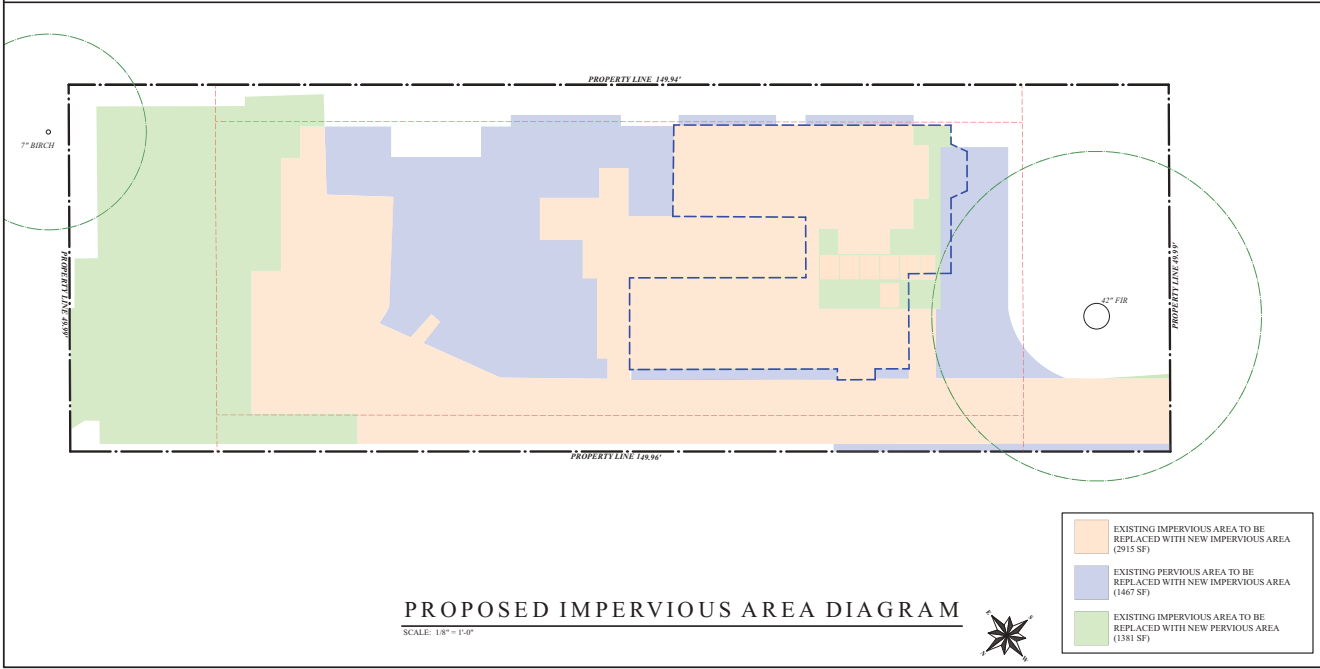 PROPERTY LINE 149.94'
7" BIRCH
PROPERTY LINE 49.99'
PROPERTY LINE 49.99'
42" FIR
PROPERTY LINE 149.96'
EXISTING IMPERVIOUS AREA TO BE
REPLACED WITH NEW IMPERVIOUS AREA
(2915 SF)
EXISTING PERVIOUS AREA TO BE
REPLACED WITH NEW IMPERVIOUS AREA
(1467 SF)
EXISTING IMPERVIOUS AREA TO BE
REPLACED WITH NEW PERVIOUS AREA
(1381 SF)
PROPOSED IMPERVIOUS AREA DIAGRAM
SCALE: 1/8" = 1'-0"
E
S
N
W